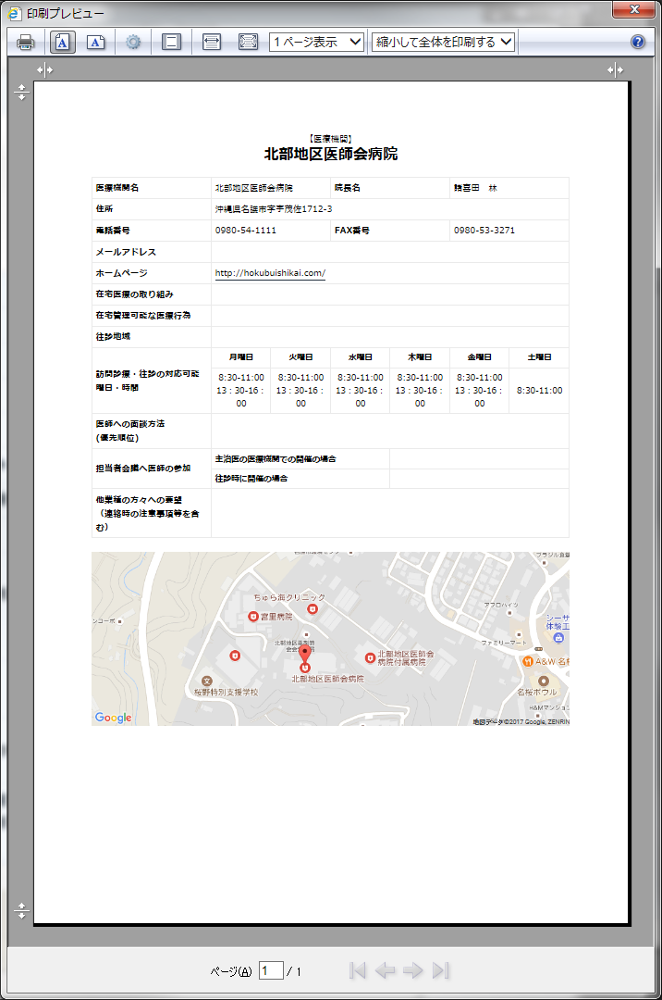 印刷プレビュー
1 ページ表示
縮小して全体を印刷する
【医療機関】
北部地区医師会病院
医療機関名 北部地区医師会病院 院長名 諸喜田 林
住所 沖縄県名護市字宇茂佐1712-3
電話番号 0980-54-1111 FAX番号 0980-53-3271
メールアドレス
ホームページ http://hokubuishikai.com/
在宅医療の取り組み
在宅管理可能な医療行為
往診地域
訪問診療・往診の対応可能
曜日・時間
月曜日 火曜日 水曜日 木曜日 金曜日 土曜日
8:30-11:00 8:30-11:00 8:30-11:00 8:30-11:00 8:30-11:00 8:30-11:00
13：30-16： 13：30-16： 13：30-16： 13：30-16： 13：30-16：
00 00 00 00 00
医師への面談方法
(優先順位)
担当者会議へ医師の参加
主治医の医療機関での開催の場合
往診時に開催の場合
他業種の方々への要望
（連絡時の注意事項等を含
む）
ブラジル食堂
ちゅら海クリニック
宮里病院
アフロハイツ
ンコーポ
シーサ
体験工
ファミリーマート
北部地区医師会
病院付属病院
A&W 名
北部地区医師会病院
桜野特別支援学校
名桜ボウル
H&Mマンション
Google
地図データ ©2017 Google, ZENRIN
ページ(A) 1 / 1